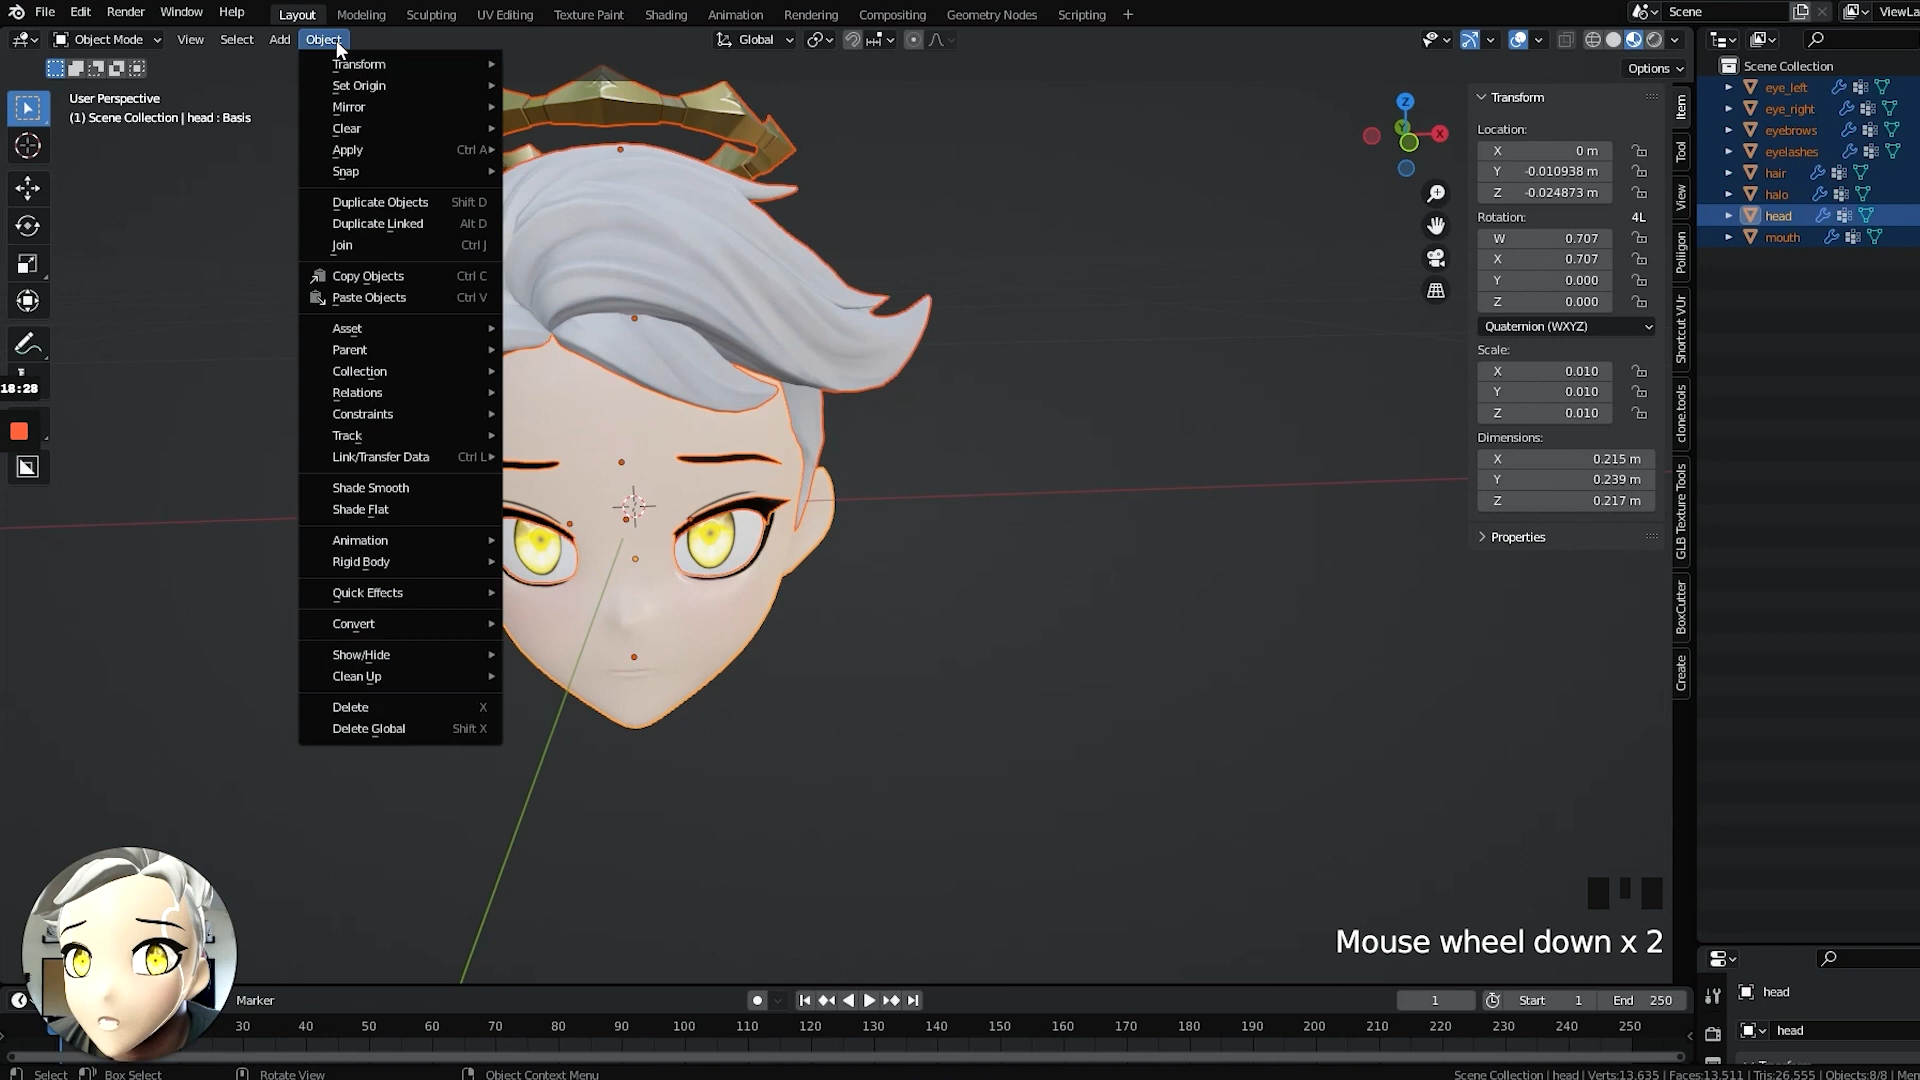 File Edit Render Window Help Layout Modeling Sculpting UV Editing Texture Paint Shading Animation Rendering Compositing Geometry Nodes Scripting + Scene
Object Mode View Select Add Object Global
Options
User Perspective
(1) Scene Collection | head : Basis
Transform
Set Origin
Mirror
Clear
Apply Ctrl A
Snap
Duplicate Objects Shift D
Duplicate Linked Alt D
Join Ctrl J
Copy Objects Ctrl C
Paste Objects Ctrl V
Asset
Parent
Collection
Relations
Constraints
Track
Link/Transfer Data Ctrl L
Shade Smooth
Shade Flat
Animation
Rigid Body
Quick Effects
Convert
Show/Hide
Clean Up
Delete X
Delete Global Shift X
18:28
Z
X
Y
Transform
Location:
X 0 m
Y -0.010938 m
Z -0.024873 m
Rotation: 4L
W 0.707
X 0.707
Y 0.000
Z 0.000
Quaternion (WXYZ)
Scale:
X 0.010
Y 0.010
Z 0.010
Dimensions:
X 0.215 m
Y 0.239 m
Z 0.217 m
Properties
Item
Tool
View
Poliigon
Shortcut VUr
clone.tools
GLB Texture Tools
BoxCutter
Create
Scene Collection
eye_left
eye_right
eyebrows
eyelashes
hair
halo
head
mouth
Mouse wheel down x 2
head
head
Marker
1 Start 1 End 250
30 40 50 60 70 80 90 100 110 120 130 140 150 160 170 180 190 200 210 220 230 240 250
Select Box Select Rotate View Object Context Menu
Scene Collection | head | Verts:13,635 | Faces:13,511 | Tris:26,555 | Objects:8/8 |